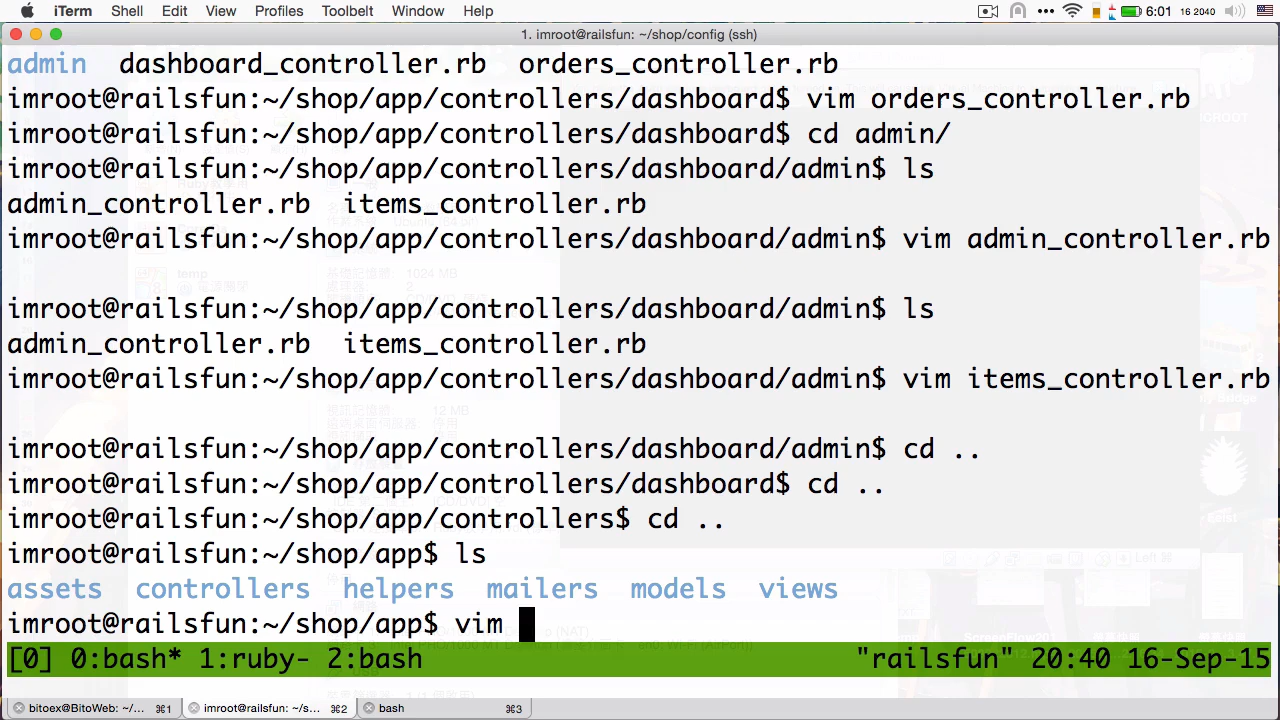 iTerm Shell Edit View Profiles Toolbelt Window Help 6:01 16 2040
1. imroot@railsfun: ~/shop/config (ssh)
admin dashboard_controller.rb orders_controller.rb
imroot@railsfun:~/shop/app/controllers/dashboard$ vim orders_controller.rb
imroot@railsfun:~/shop/app/controllers/dashboard$ cd admin/
imroot@railsfun:~/shop/app/controllers/dashboard/admin$ ls
admin_controller.rb items_controller.rb
imroot@railsfun:~/shop/app/controllers/dashboard/admin$ vim admin_controller.rb
imroot@railsfun:~/shop/app/controllers/dashboard/admin$ ls
admin_controller.rb items_controller.rb
imroot@railsfun:~/shop/app/controllers/dashboard/admin$ vim items_controller.rb
imroot@railsfun:~/shop/app/controllers/dashboard/admin$ cd ..
imroot@railsfun:~/shop/app/controllers/dashboard$ cd ..
imroot@railsfun:~/shop/app/controllers$ cd ..
imroot@railsfun:~/shop/app$ ls
assets controllers helpers mailers models views
imroot@railsfun:~/shop/app$ vim
[0] 0:bash* 1:ruby- 2:bash "railsfun" 20:40 16-Sep-15
bitoex@BitoWeb: ~/... ⌘1 imroot@railsfun: ~/s... ⌘2 bash ⌘3